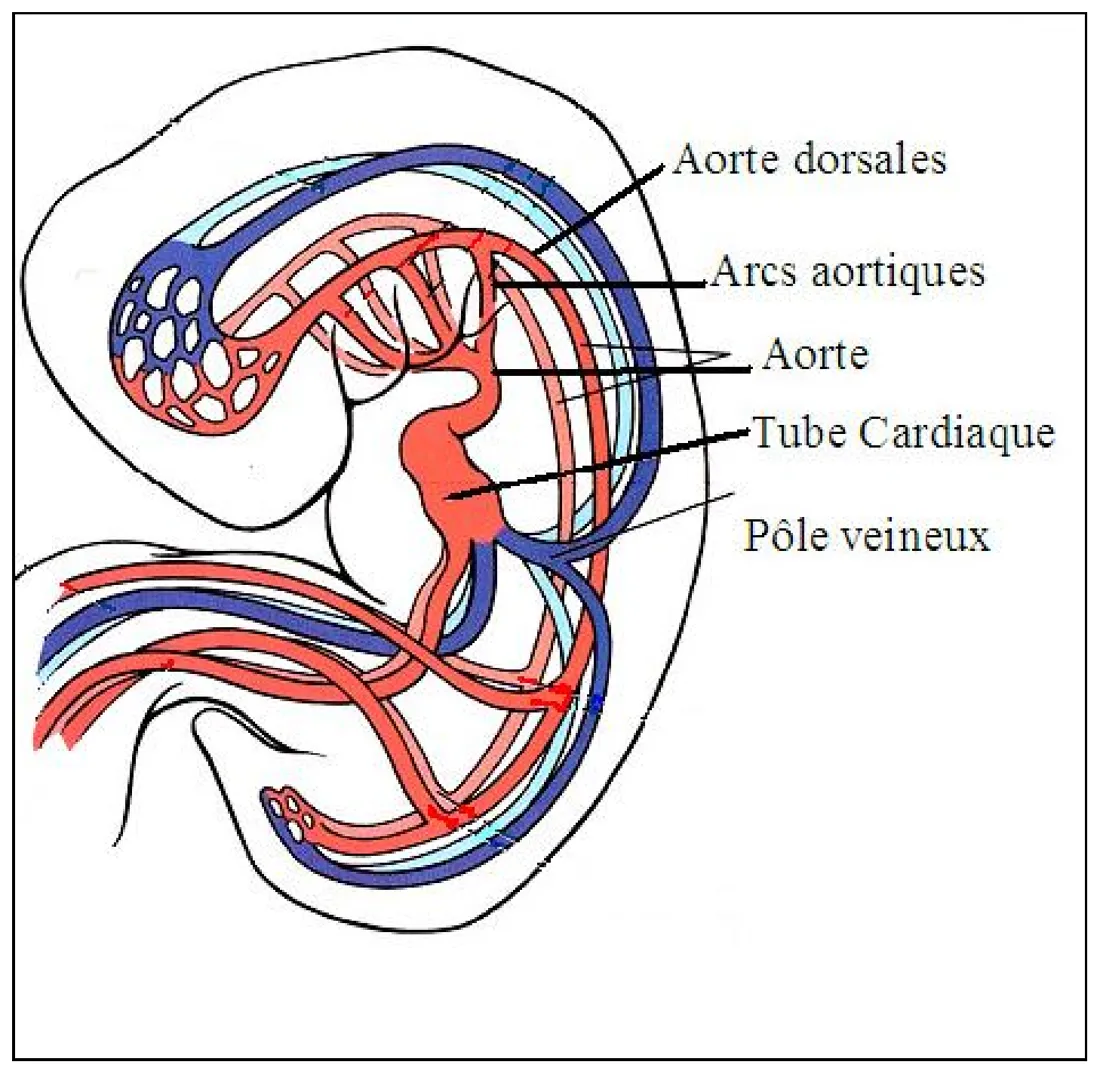 Aorte dorsales
Arcs aortiques
Aorte
Tube Cardiaque
Pôle veineux